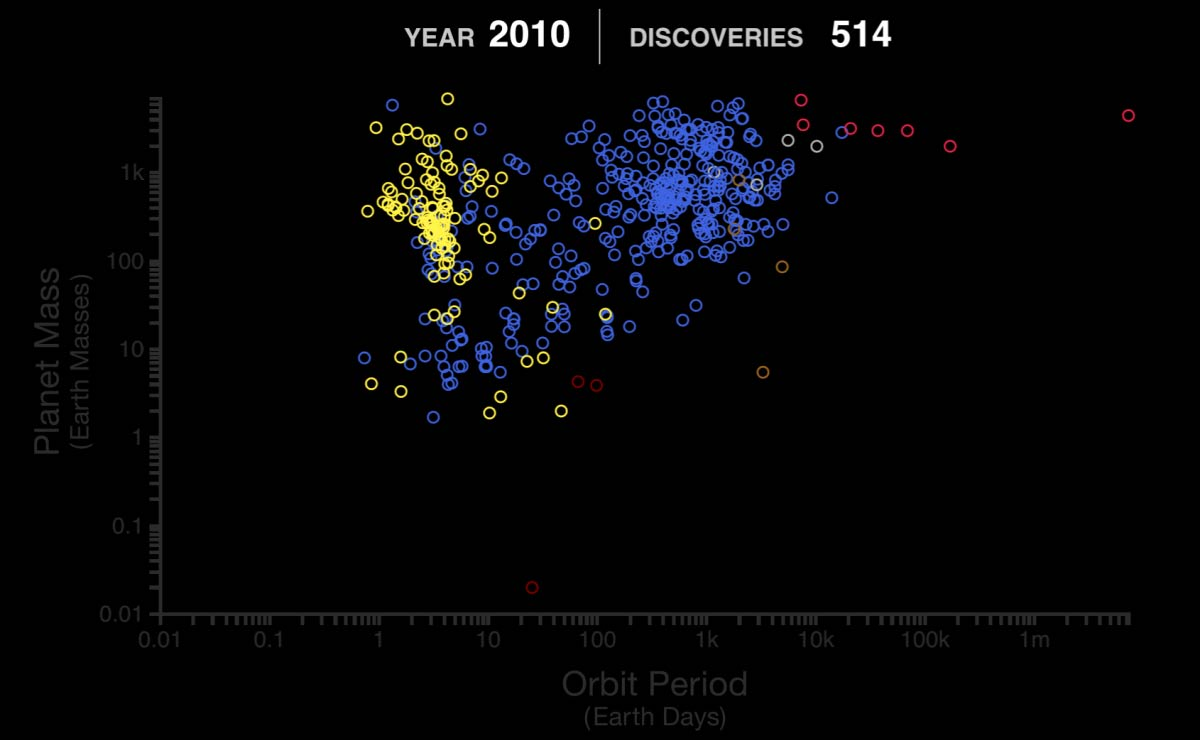 YEAR 2010 DISCOVERIES 514
Planet Mass
(Earth Masses)
1k
100
10
1
0.1
0.01
0.01 0.1 1 10 100 1k 10k 100k 1m
Orbit Period
(Earth Days)